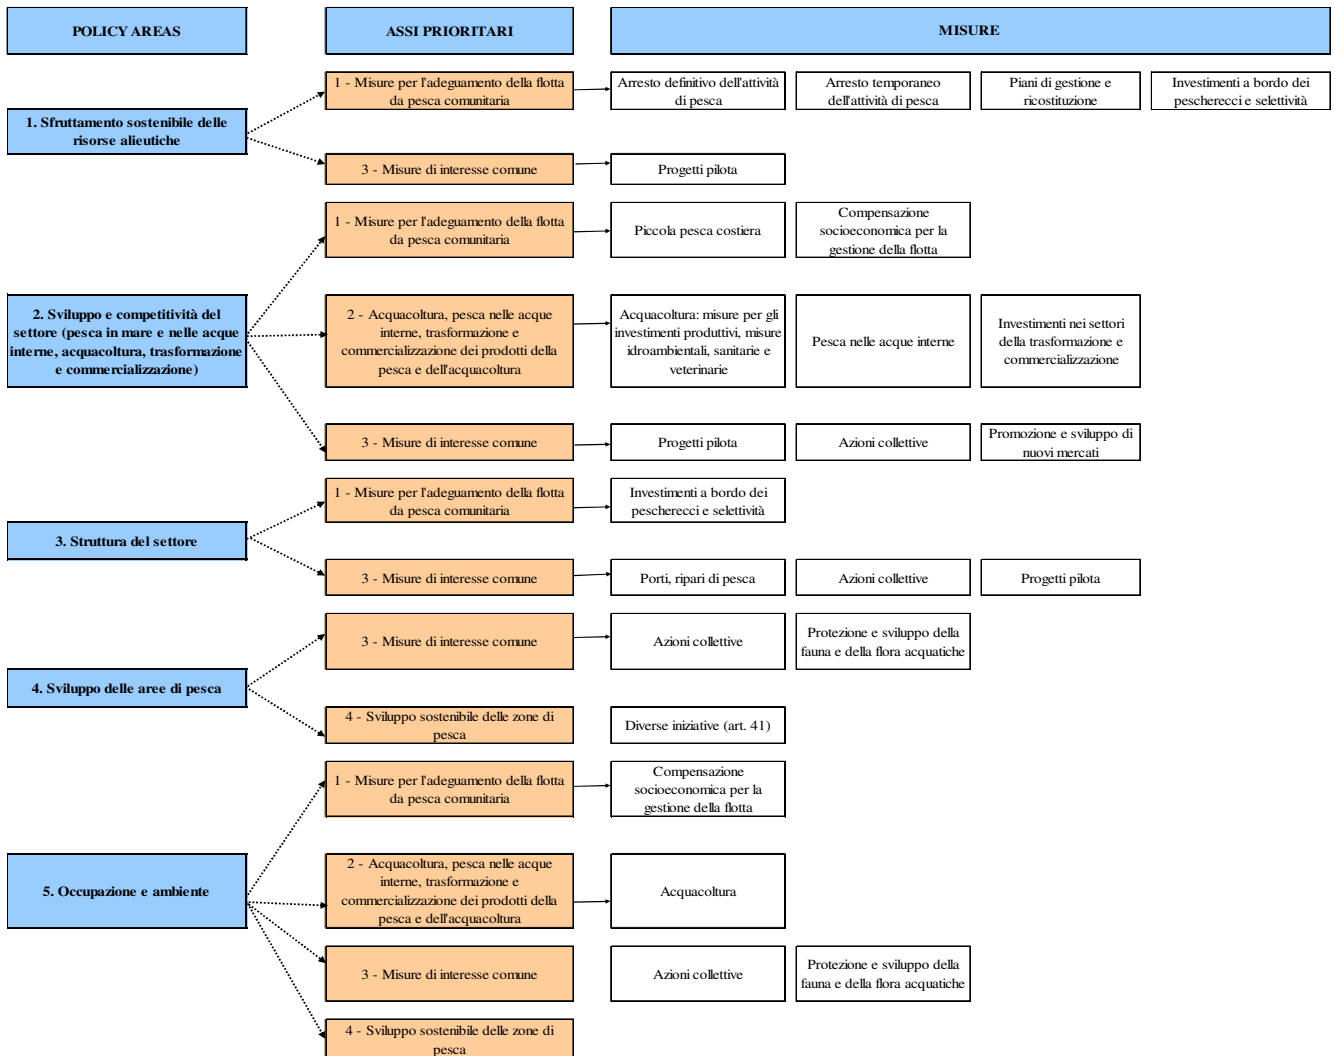 POLICY AREAS
ASSI PRIORITARI
MISURE
1. Sfruttamento sostenibile delle
risorse alieutiche
1 - Misure per l'adeguamento della flotta
da pesca comunitaria
Arresto definitivo dell'attività
di pesca
Arresto temporaneo
dell'attività di pesca
Piani di gestione e
ricostituzione
Investimenti a bordo dei
pescherecci e selettività
3 - Misure di interesse comune
Progetti pilota
2. Sviluppo e competitività del
settore (pesca in mare e nelle acque
interne, acquacoltura, trasformazione
e commercializzazione)
1 - Misure per l'adeguamento della flotta
da pesca comunitaria
Piccola pesca costiera
Compensazione
socioeconomica per la
gestione della flotta
2 - Acquacoltura, pesca nelle acque
interne, trasformazione e
commercializzazione dei prodotti della
pesca e dell'acquacoltura
Acquacoltura: misure per gli
investimenti produttivi, misure
idroambientali, sanitarie e
veterinarie
Pesca nelle acque interne
Investimenti nei settori
della trasformazione e
commercializzazione
3 - Misure di interesse comune
Progetti pilota
Azioni collettive
Promozione e sviluppo di
nuovi mercati
3. Struttura del settore
1 - Misure per l'adeguamento della flotta
da pesca comunitaria
Investimenti a bordo dei
pescherecci e selettività
3 - Misure di interesse comune
Porti, ripari di pesca
Azioni collettive
Progetti pilota
4. Sviluppo delle aree di pesca
3 - Misure di interesse comune
Azioni collettive
Protezione e sviluppo della
fauna e della flora acquatiche
4 - Sviluppo sostenibile delle zone di
pesca
Diverse iniziative (art. 41)
5. Occupazione e ambiente
1 - Misure per l'adeguamento della flotta
da pesca comunitaria
Compensazione
socioeconomica per la
gestione della flotta
2 - Acquacoltura, pesca nelle acque
interne, trasformazione e
commercializzazione dei prodotti della
pesca e dell'acquacoltura
Acquacoltura
3 - Misure di interesse comune
Azioni collettive
Protezione e sviluppo della
fauna e della flora acquatiche
4 - Sviluppo sostenibile delle zone di
pesca